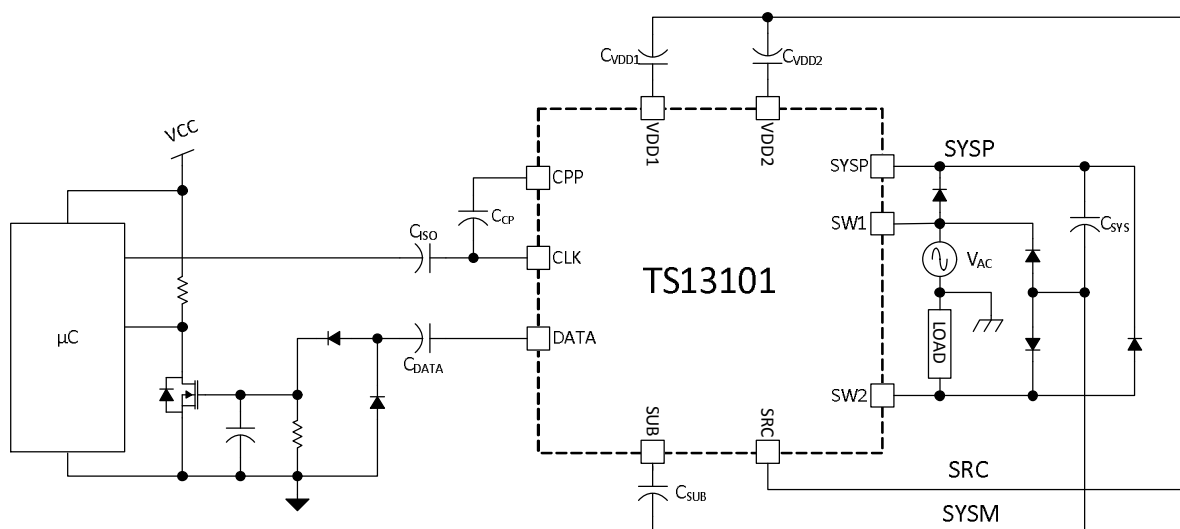 C_VDD1
C_VDD2
VCC
VDD1
VDD2
SYSP
SYSP
CPP
C_CP
C_ISO
CLK
SW1
V_AC
C_SYS
TS13101
µC
DATA
C_DATA
LOAD
SW2
SUB
SRC
C_SUB
SRC
SYSM